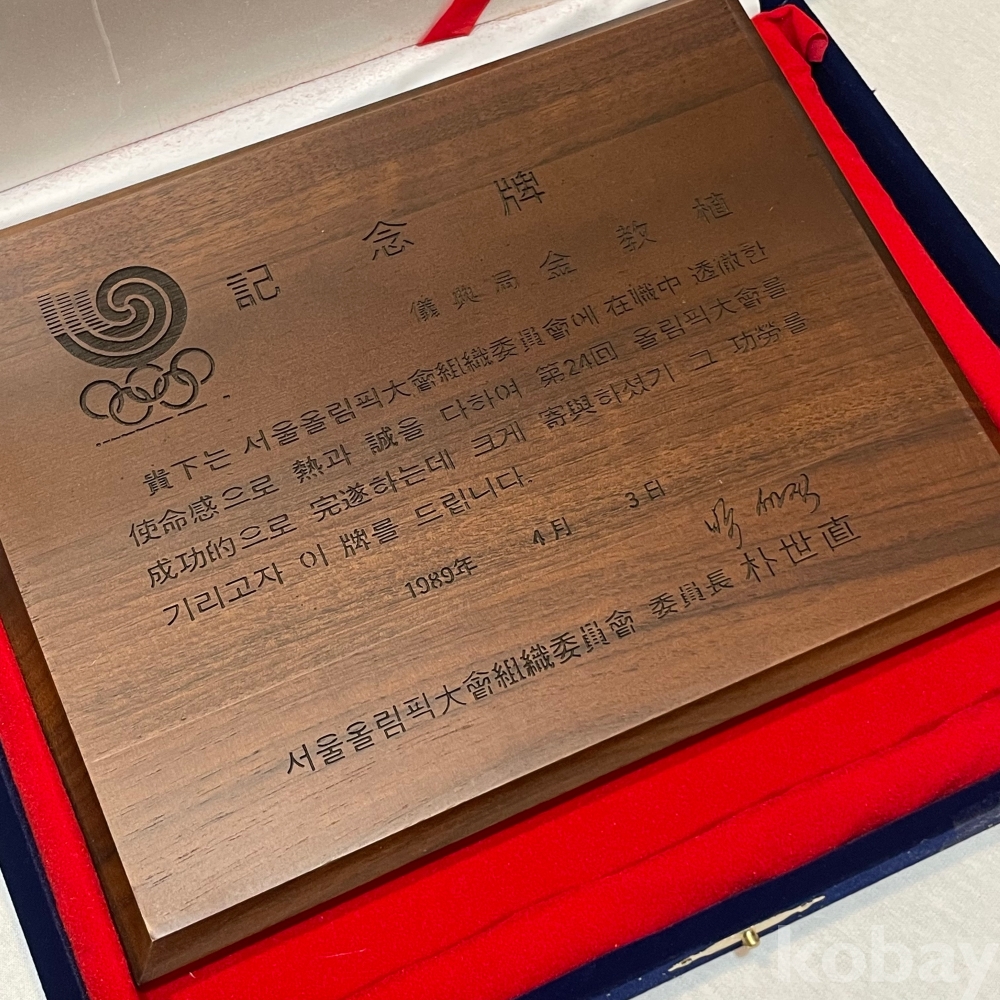 記念牌
儀典局 金敎植
貴下는 서울올림픽大會組織委員會에 在職中 透徹한
使命感으로 熱과 誠을 다하여 第24回 올림픽大會를
成功的으로 完遂하는데 크게 寄與하셨기 그 功勞를
기리고자 이 牌를 드립니다.
1989年 4月 3日
서울올림픽大會組織委員會 委員長 朴世直
kobay